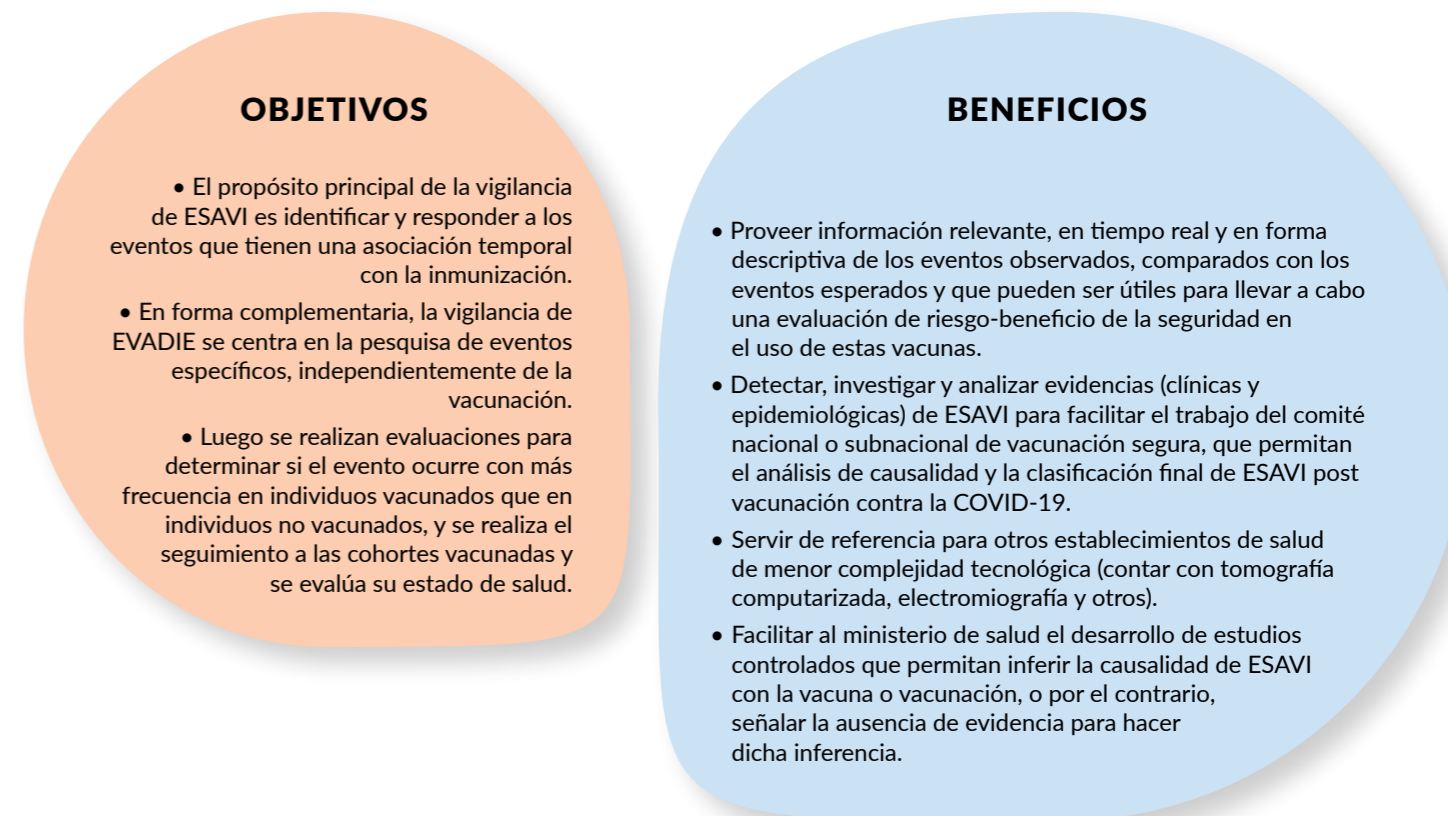 OBJETIVOS
• El propósito principal de la vigilancia
de ESAVI es identificar y responder a los
eventos que tienen una asociación temporal
con la inmunización.
• En forma complementaria, la vigilancia de
EVADIE se centra en la pesquisa de eventos
específicos, independientemente de la
vacunación.
• Luego se realizan evaluaciones para
determinar si el evento ocurre con más
frecuencia en individuos vacunados que en
individuos no vacunados, y se realiza el
seguimiento a las cohortes vacunadas y
se evalúa su estado de salud.
BENEFICIOS
• Proveer información relevante, en tiempo real y en forma
descriptiva de los eventos observados, comparados con los
eventos esperados y que pueden ser útiles para llevar a cabo
una evaluación de riesgo-beneficio de la seguridad en
el uso de estas vacunas.
• Detectar, investigar y analizar evidencias (clínicas y
epidemiológicas) de ESAVI para facilitar el trabajo del comité
nacional o subnacional de vacunación segura, que permitan
el análisis de causalidad y la clasificación final de ESAVI post
vacunación contra la COVID-19.
• Servir de referencia para otros establecimientos de salud
de menor complejidad tecnológica (contar con tomografía
computarizada, electromiografía y otros).
• Facilitar al ministerio de salud el desarrollo de estudios
controlados que permitan inferir la causalidad de ESAVI
con la vacuna o vacunación, o por el contrario,
señalar la ausencia de evidencia para hacer
dicha inferencia.